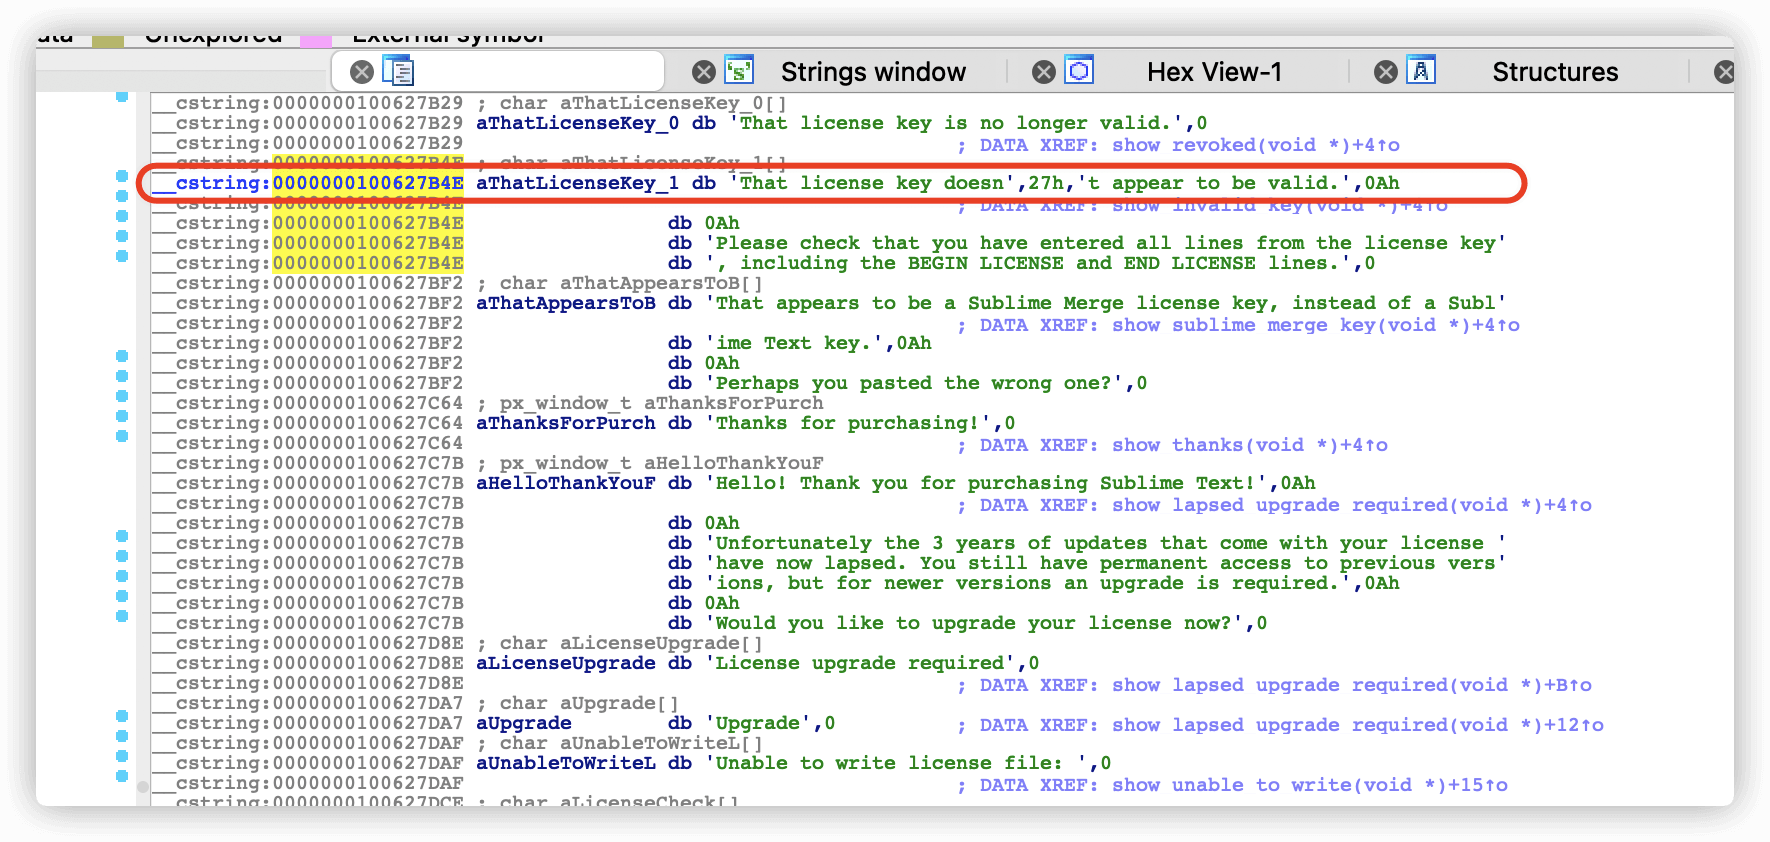 ata Unexplored External symbol
Strings window Hex View-1 Structures
__cstring:0000000100627B29 ; char aThatLicenseKey_0[]
__cstring:0000000100627B29 aThatLicenseKey_0 db 'That license key is no longer valid.',0
__cstring:0000000100627B29 ; DATA XREF: show revoked(void *)+4↑o
__cstring:0000000100627B4E ; char aThatLicenseKey_1[]
__cstring:0000000100627B4E aThatLicenseKey_1 db 'That license key doesn',27h,'t appear to be valid.',0Ah
__cstring:0000000100627B4E ; DATA XREF: show invalid key(void *)+4↑o
__cstring:0000000100627B4E db 0Ah
__cstring:0000000100627B4E db 'Please check that you have entered all lines from the license key'
__cstring:0000000100627B4E db ', including the BEGIN LICENSE and END LICENSE lines.',0
__cstring:0000000100627BF2 ; char aThatAppearsToB[]
__cstring:0000000100627BF2 aThatAppearsToB db 'That appears to be a Sublime Merge license key, instead of a Subl'
__cstring:0000000100627BF2 ; DATA XREF: show sublime merge key(void *)+4↑o
__cstring:0000000100627BF2 db 'ime Text key.',0Ah
__cstring:0000000100627BF2 db 0Ah
__cstring:0000000100627BF2 db 'Perhaps you pasted the wrong one?',0
__cstring:0000000100627C64 ; px_window_t aThanksForPurch
__cstring:0000000100627C64 aThanksForPurch db 'Thanks for purchasing!',0
__cstring:0000000100627C64 ; DATA XREF: show thanks(void *)+4↑o
__cstring:0000000100627C7B ; px_window_t aHelloThankYouF
__cstring:0000000100627C7B aHelloThankYouF db 'Hello! Thank you for purchasing Sublime Text!',0Ah
__cstring:0000000100627C7B ; DATA XREF: show lapsed upgrade required(void *)+4↑o
__cstring:0000000100627C7B db 0Ah
__cstring:0000000100627C7B db 'Unfortunately the 3 years of updates that come with your license '
__cstring:0000000100627C7B db 'have now lapsed. You still have permanent access to previous vers'
__cstring:0000000100627C7B db 'ions, but for newer versions an upgrade is required.',0Ah
__cstring:0000000100627C7B db 0Ah
__cstring:0000000100627C7B db 'Would you like to upgrade your license now?',0
__cstring:0000000100627D8E ; char aLicenseUpgrade[]
__cstring:0000000100627D8E aLicenseUpgrade db 'License upgrade required',0
__cstring:0000000100627D8E ; DATA XREF: show lapsed upgrade required(void *)+B↑o
__cstring:0000000100627DA7 ; char aUpgrade[]
__cstring:0000000100627DA7 aUpgrade db 'Upgrade',0 ; DATA XREF: show lapsed upgrade required(void *)+12↑o
__cstring:0000000100627DAF ; char aUnableToWriteL[]
__cstring:0000000100627DAF aUnableToWriteL db 'Unable to write license file: ',0
__cstring:0000000100627DAF ; DATA XREF: show unable to write(void *)+15↑o
__cstring:0000000100627DCE ; char aLicenseCheck[]